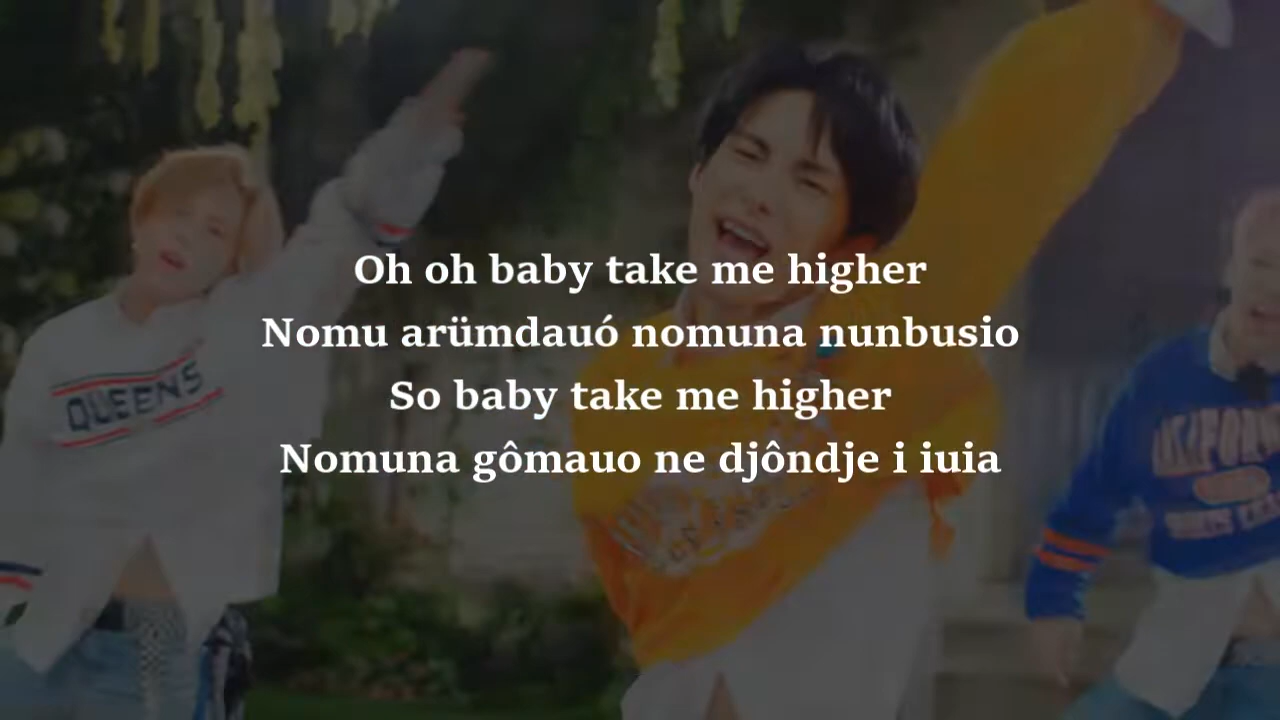 Oh oh baby take me higher
Nomu arümdauó nomuna nunbusio
So baby take me higher
Nomuna gômauo ne djôndje i iuia
QUEENS